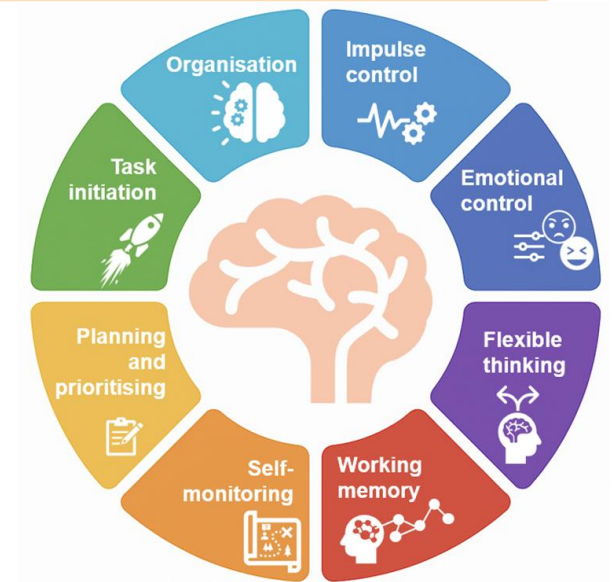 Impulse
control
Emotional
control
Flexible
thinking
Working
memory
Self-
monitoring
Planning
and
prioritising
Task
initiation
Organisation